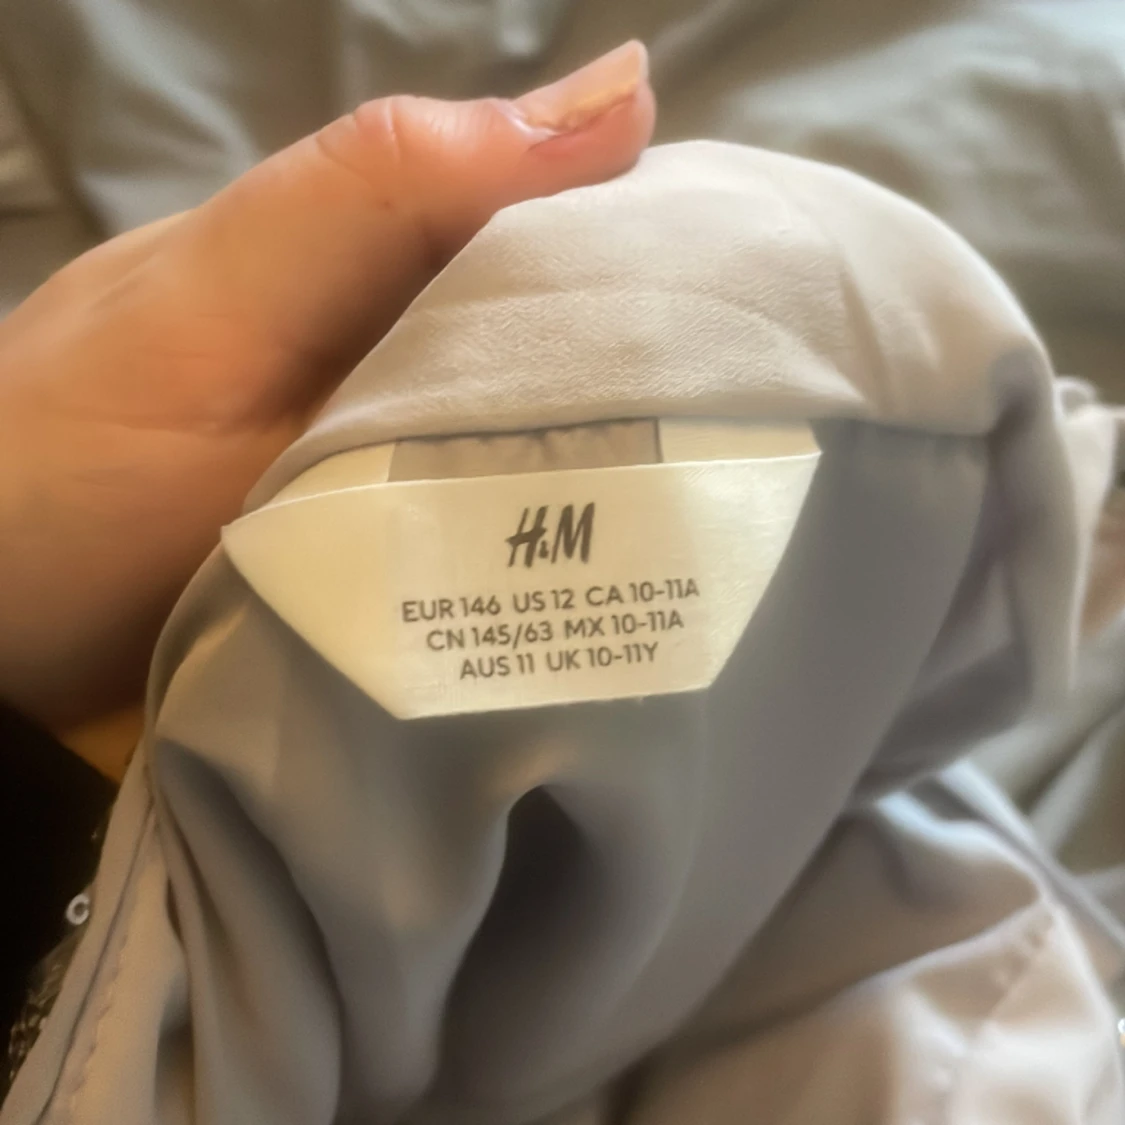 H&M
EUR 146 US 12 CA 10-11A
CN 145/63 MX 10-11A
AUS 11 UK 10-11Y